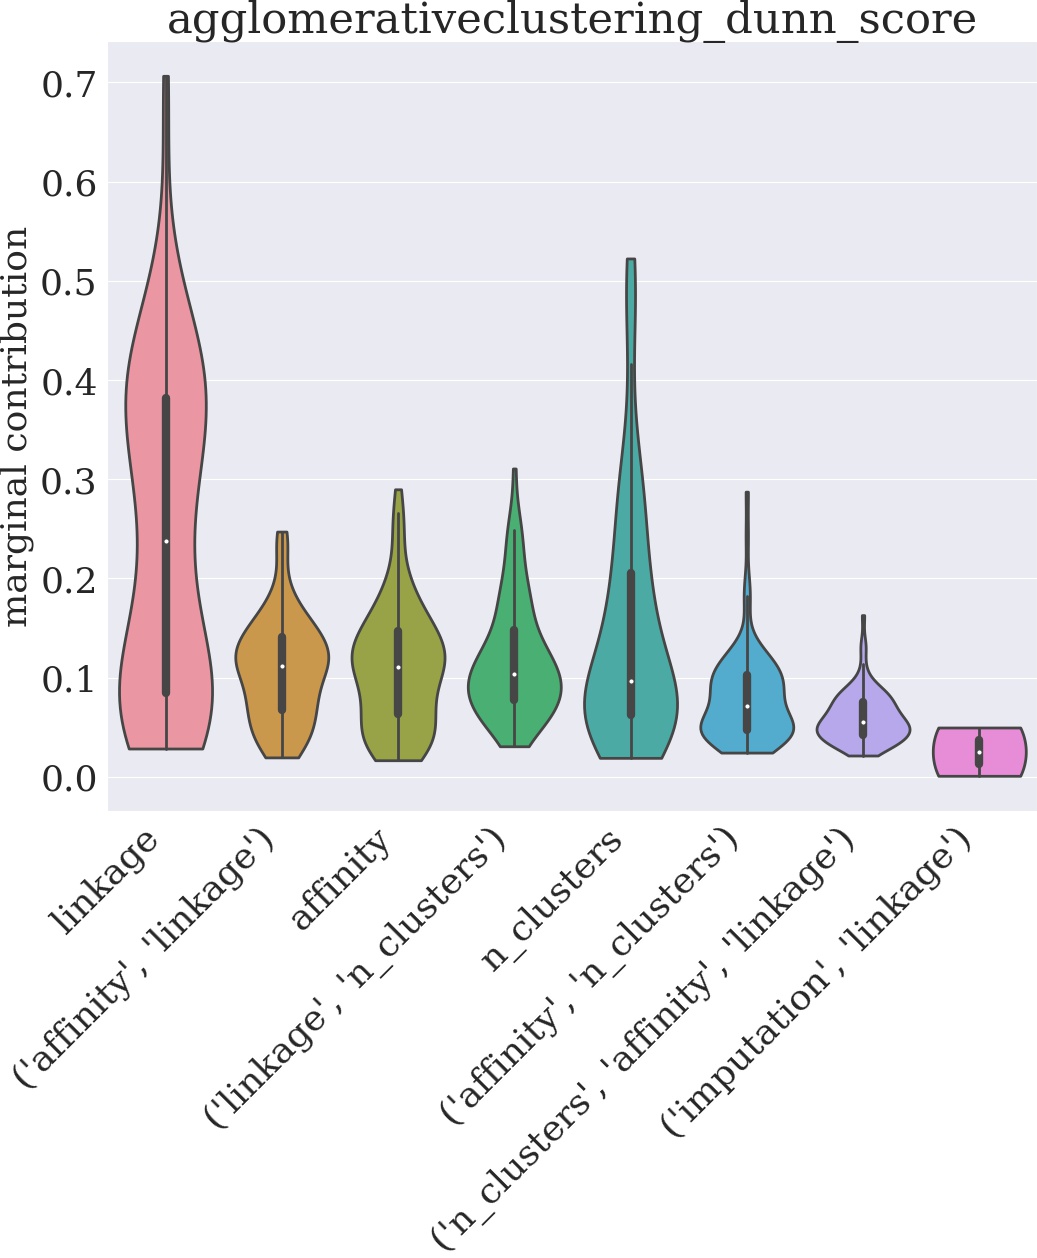 agglomerativeclustering_dunn_score
marginal contribution
0.7
0.6
0.5
0.4
0.3
0.2
0.1
0.0
linkage
('affinity', 'linkage')
affinity
('linkage', 'n_clusters')
n_clusters
('affinity', 'n_clusters')
('n_clusters', 'affinity', 'linkage')
('imputation', 'linkage')